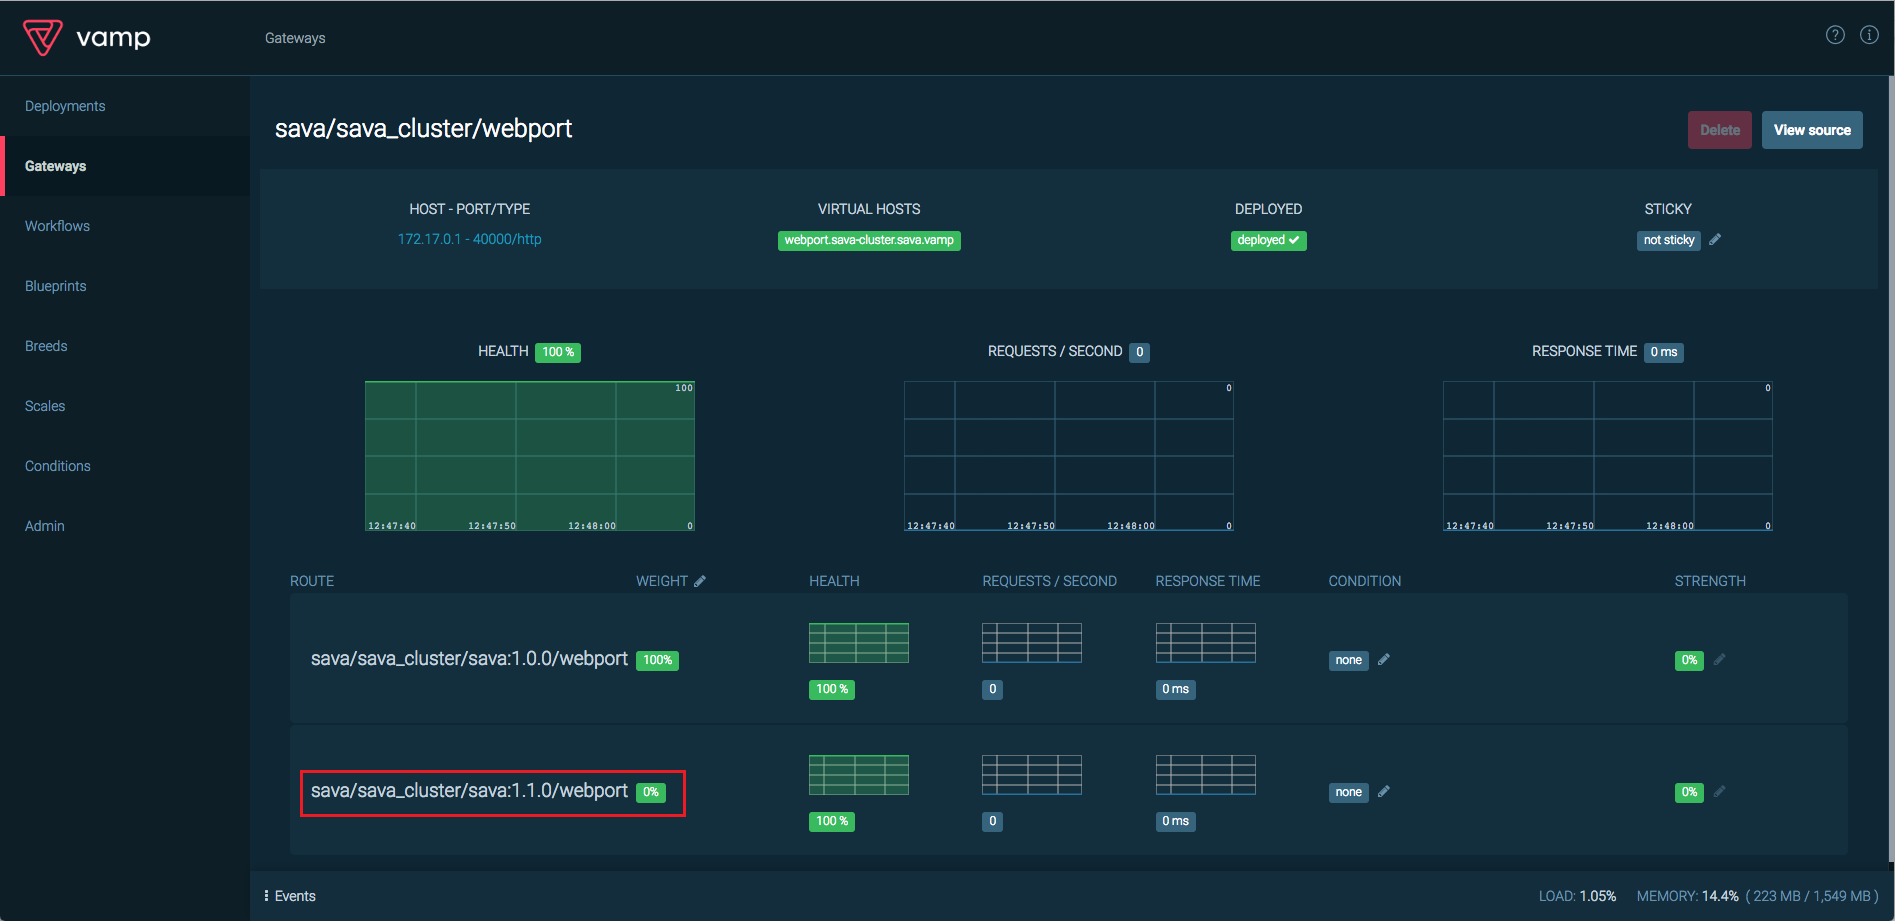 vamp
Gateways
Deployments
Gateways
Workflows
Blueprints
Breeds
Scales
Conditions
Admin
sava/sava_cluster/webport
Delete
View source
HOST - PORT/TYPE
172.17.0.1 - 40000/http
VIRTUAL HOSTS
webport.sava-cluster.sava.vamp
DEPLOYED
deployed ✔
STICKY
not sticky
HEALTH 100 %
100
12:47:40 12:47:50 12:48:00 0
REQUESTS / SECOND 0
0
12:47:40 12:47:50 12:48:00 0
RESPONSE TIME 0 ms
0
12:47:40 12:47:50 12:48:00 0
ROUTE WEIGHT HEALTH REQUESTS / SECOND RESPONSE TIME CONDITION STRENGTH
sava/sava_cluster/sava:1.0.0/webport 100% none 0%
100 % 0 0 ms
sava/sava_cluster/sava:1.1.0/webport 0% none 0%
100 % 0 0 ms
Events
LOAD: 1.05% MEMORY: 14.4% ( 223 MB / 1,549 MB )